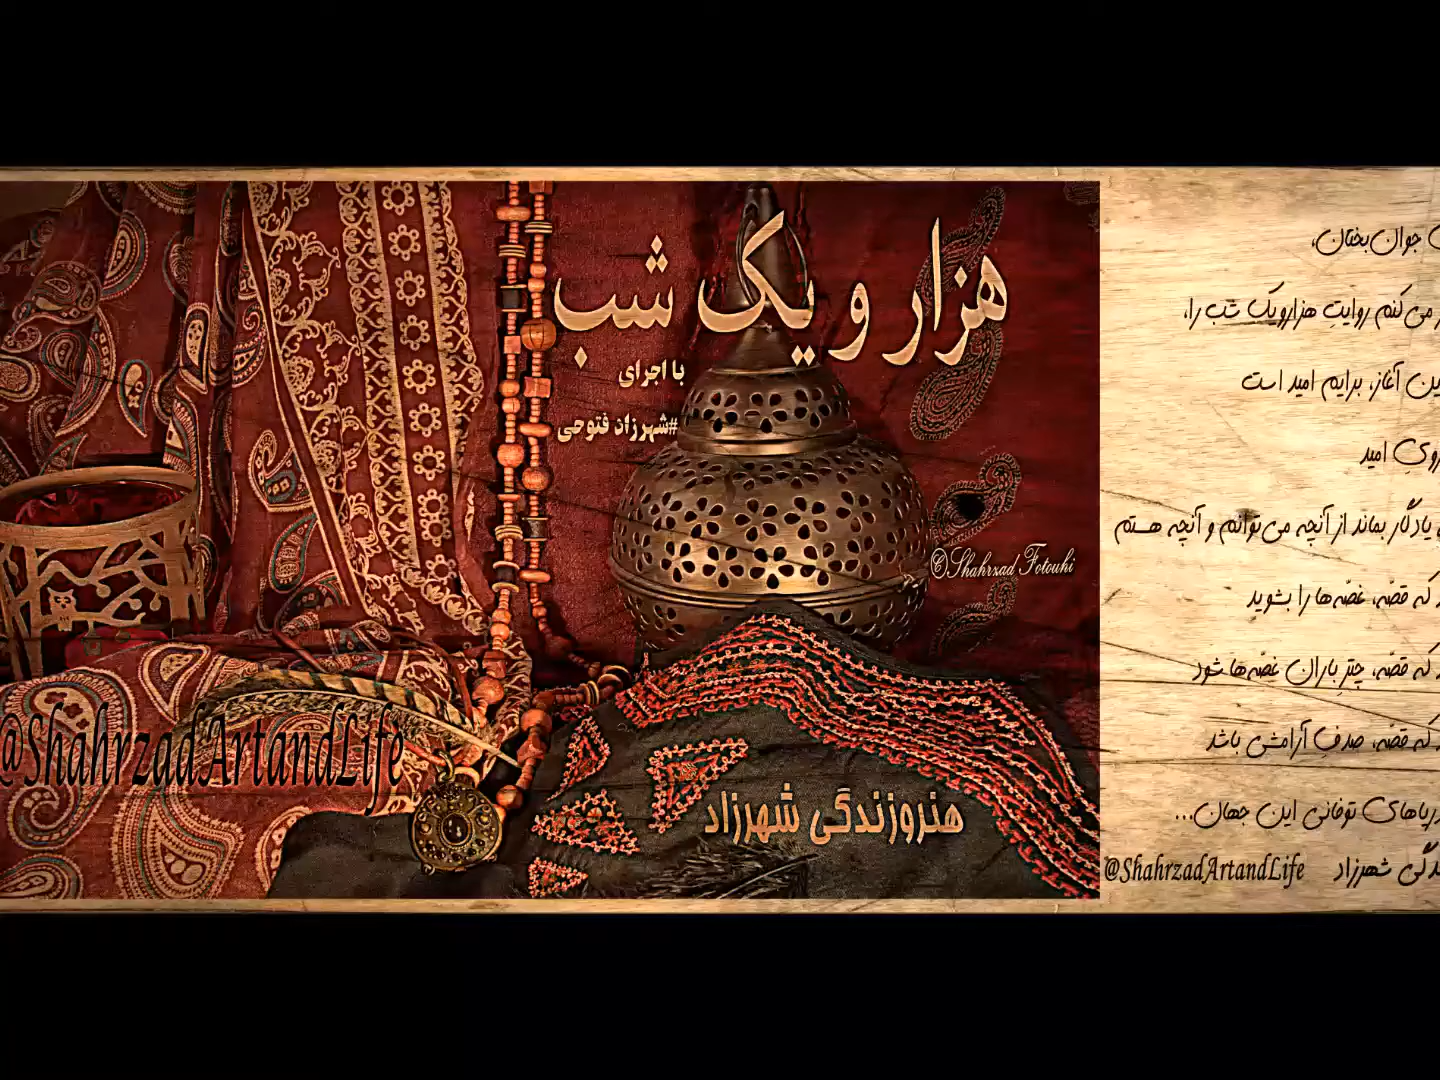 هزار و یک شب
با اجرای
#شهرزاد فتوحی
©Shahrzad Fotouhi
@ShahrzadArtandLife
هنروزندگی شهرزاد
جوان‌بختان،
می‌کنم روایتِ هزارویک شب را،
آغاز، برایم امید است
امید
یادگار بماند از آنچه می‌توانم و آنچه هستم
که قصّه، غصّه‌ها را بشوید
که قصّه، چترِ بارانِ غصّه‌ها شود
که قصّه، صدفِ آرامش باشد
توفانی این جهان...
شهرزاد @ShahrzadArtandLife